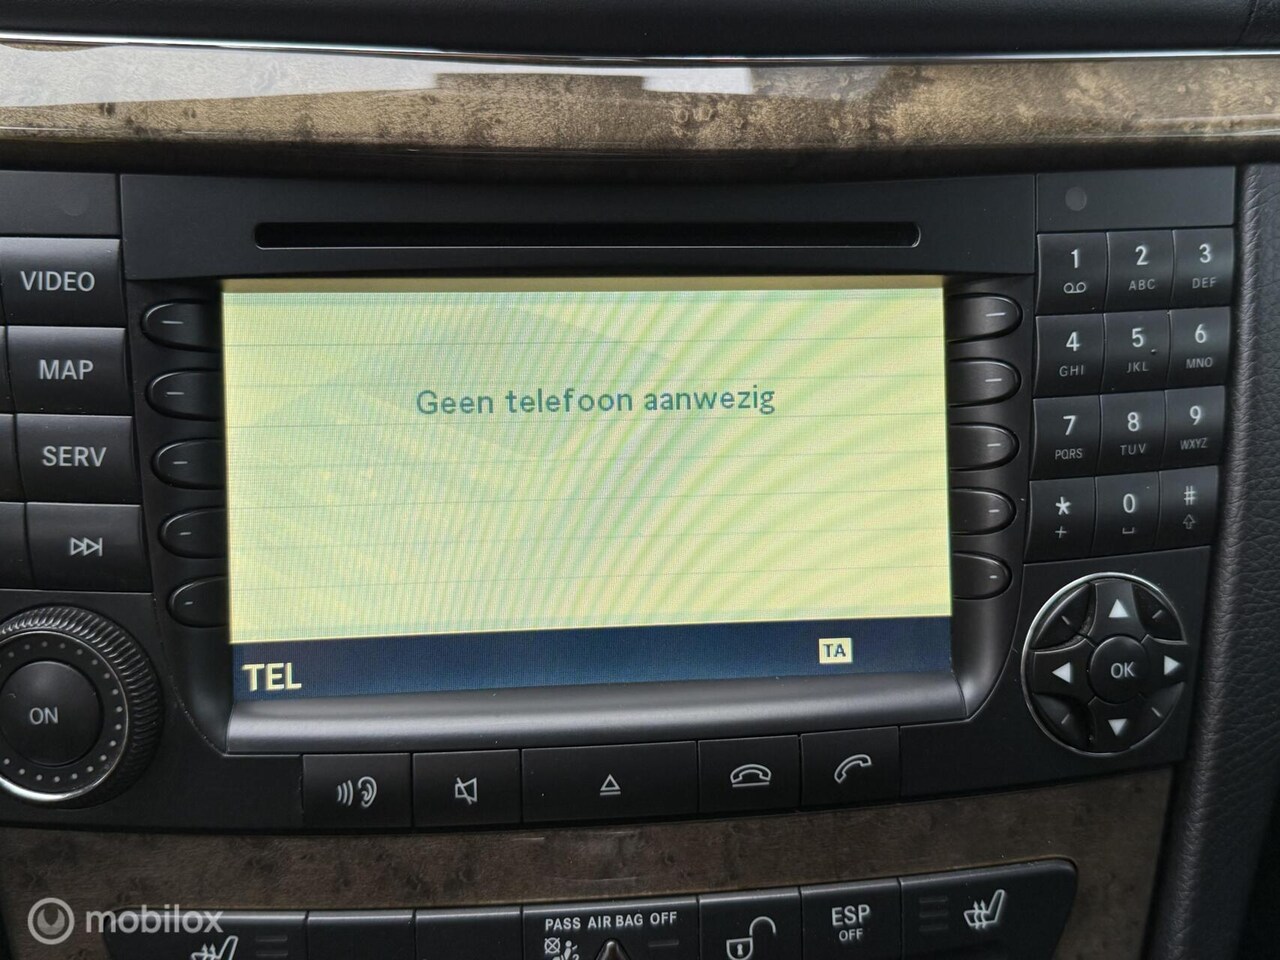 VIDEO
MAP
SERV
ON
Geen telefoon aanwezig
TEL
TA
1
2 ABC
3 DEF
4 GHI
5 JKL
6 MNO
7 PQRS
8 TUV
9 WXYZ
* +
0
#
OK
PASS AIR BAG OFF
2
ESP
OFF
mobilox